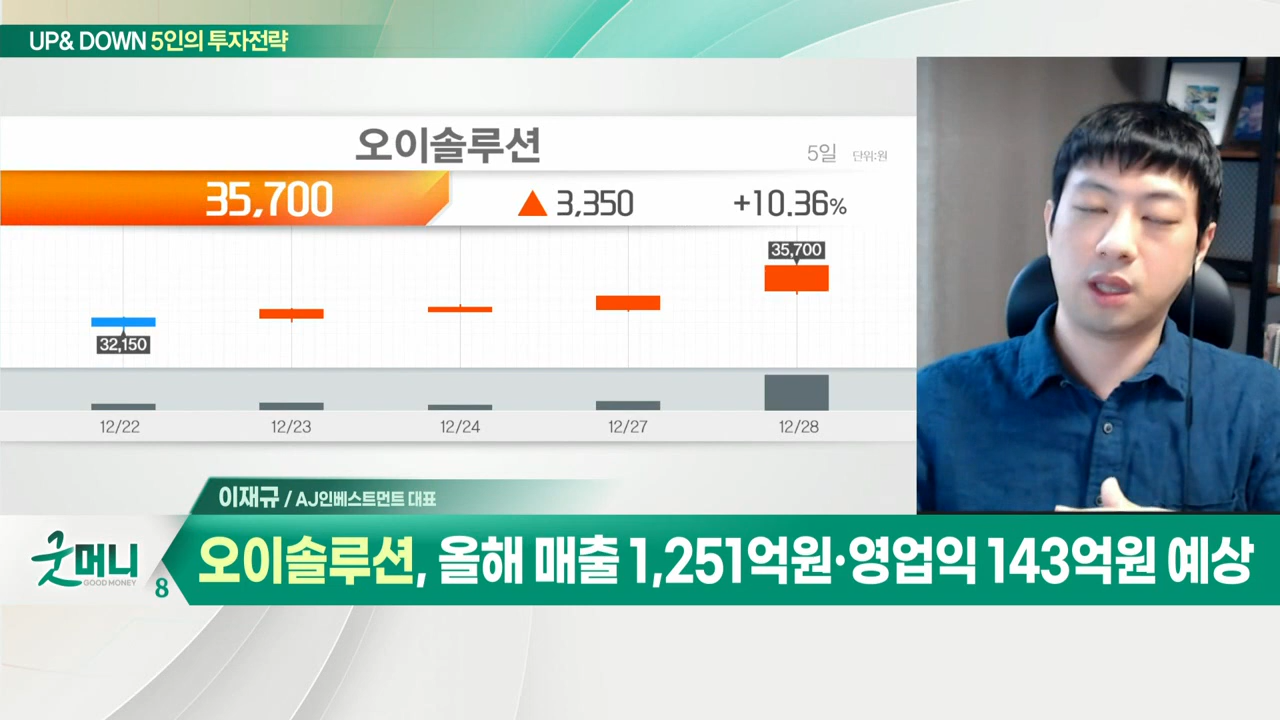 UP& DOWN 5인의 투자전략
오이솔루션
5일 단위:원
35,700 ▲ 3,350 +10.36%
35,700
32,150
12/22 12/23 12/24 12/27 12/28
이재규 / AJ인베스트먼트 대표
굿머니
GOOD MONEY
8
오이솔루션, 올해 매출 1,251억원·영업익 143억원 예상